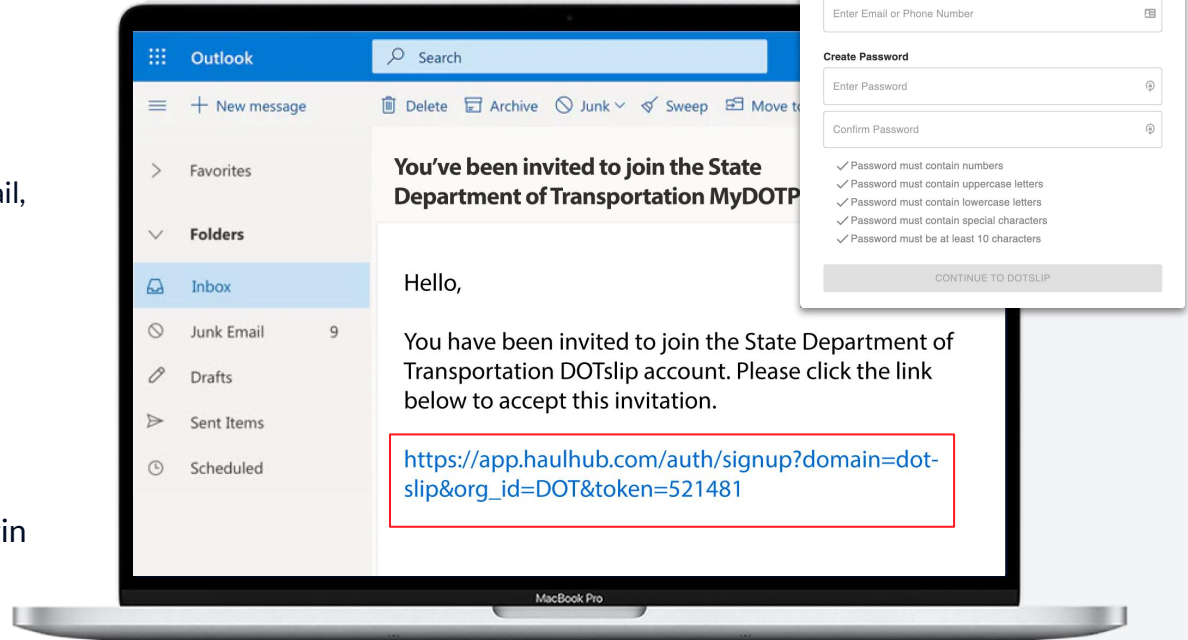 ail,
in
Outlook
Search
New message
Delete Archive Junk Sweep Move to
Favorites
Folders
Inbox
Junk Email 9
Drafts
Sent Items
Scheduled
You've been invited to join the State
Department of Transportation MyDOTP
Hello,
You have been invited to join the State Department of
Transportation DOTslip account. Please click the link
below to accept this invitation.
https://app.haulhub.com/auth/signup?domain=dot-
slip&org_id=DOT&token=521481
MacBook Pro
Enter Email or Phone Number
Create Password
Enter Password
Confirm Password
Password must contain numbers
Password must contain uppercase letters
Password must contain lowercase letters
Password must contain special characters
Password must be at least 10 characters
CONTINUE TO DOTSLIP